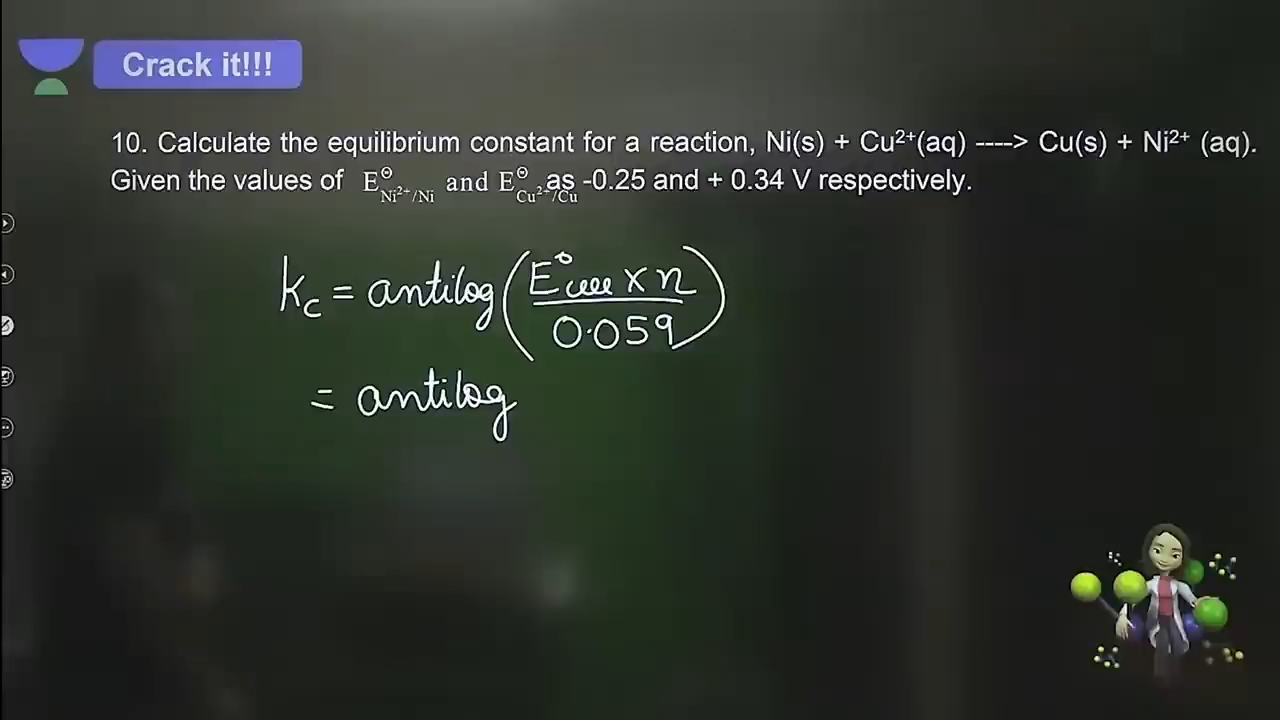 Crack it!!!
10. Calculate the equilibrium constant for a reaction, Ni(s) + Cu²⁺(aq) ----> Cu(s) + Ni²⁺ (aq).
Given the values of E⊖Ni²⁺/Ni and E⊖Cu²⁺/Cu as -0.25 and + 0.34 V respectively.
Kc = antilog(E°cell × n / 0.059)
= antilog